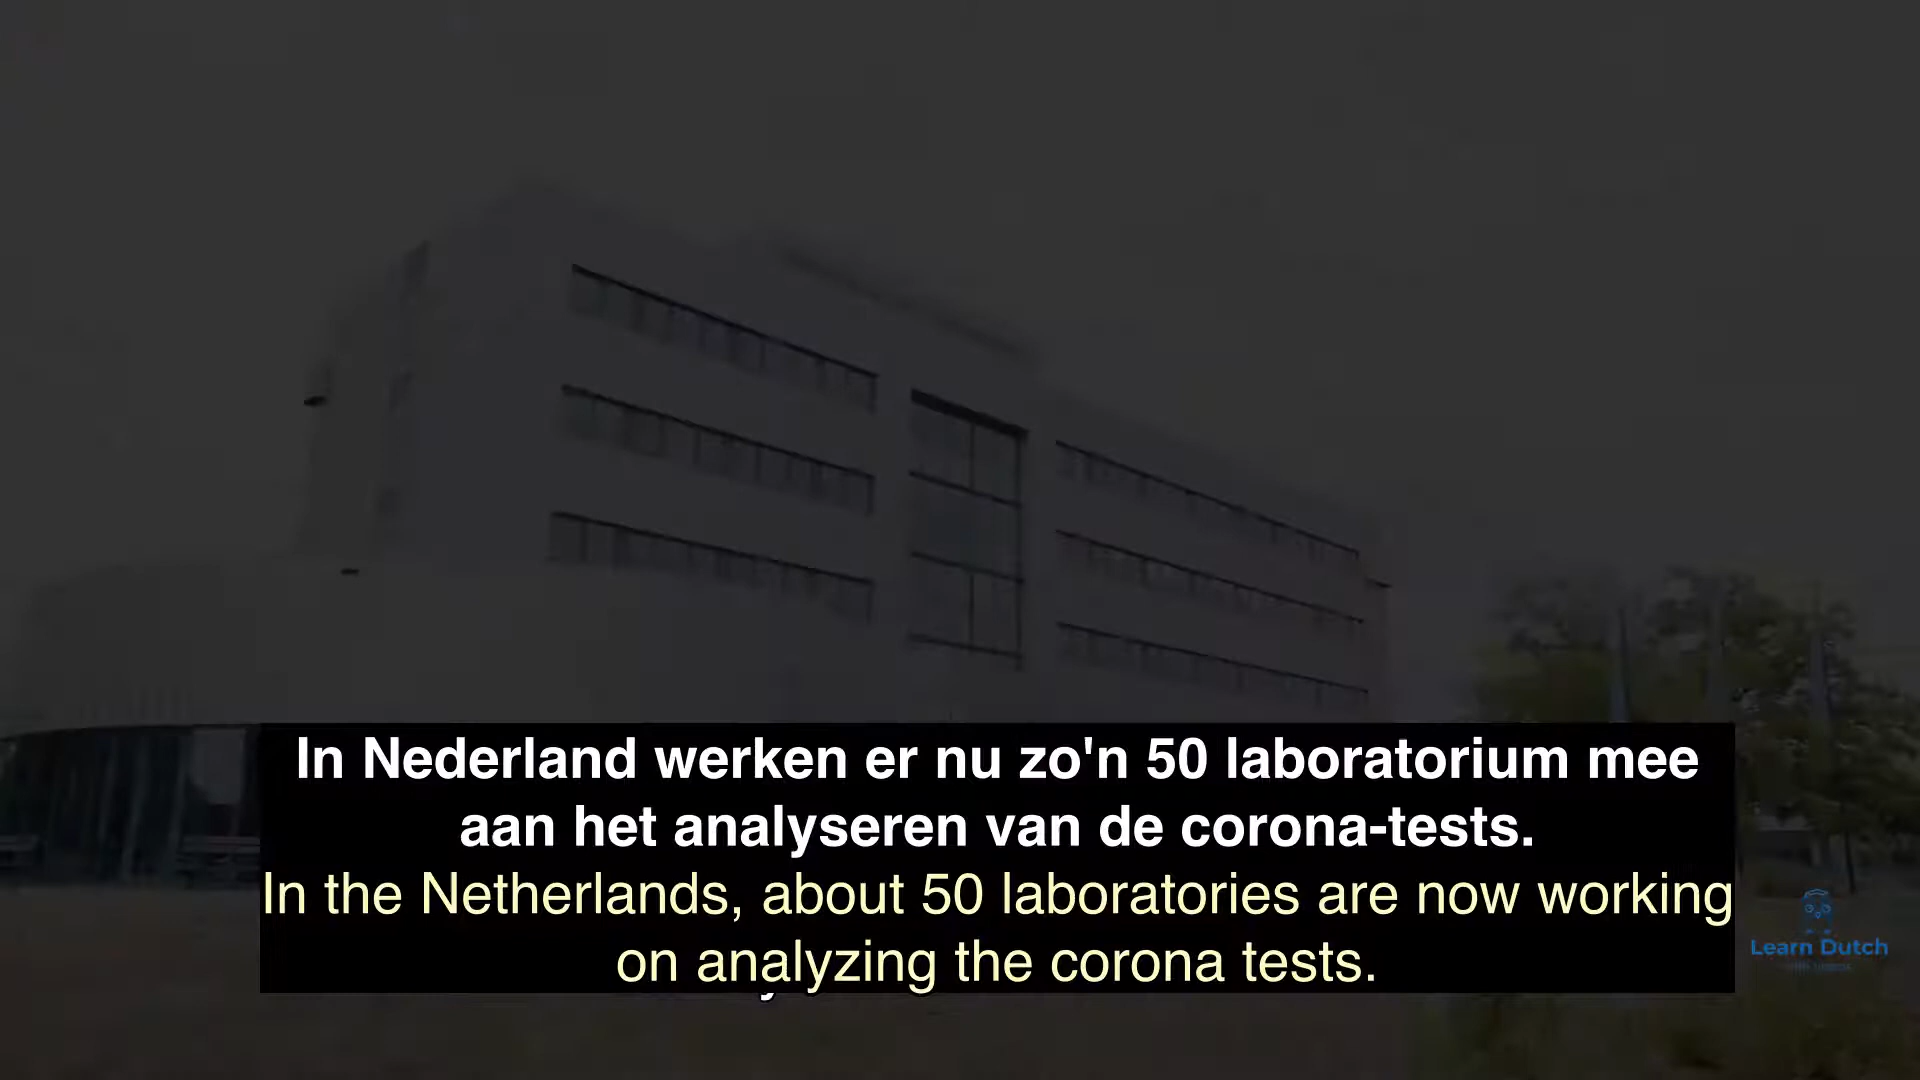 In Nederland werken er nu zo'n 50 laboratorium mee
aan het analyseren van de corona-tests.
In the Netherlands, about 50 laboratories are now working
on analyzing the corona tests.
Learn Dutch